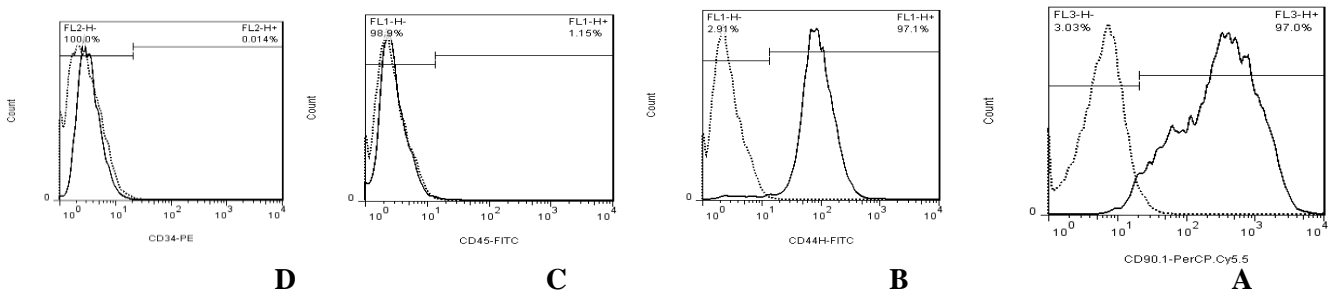 FL2-H- FL2-H+
100.0% 0.014%
Count
0
10^0 10^1 10^2 10^3 10^4
CD34-PE
D
FL1-H- FL1-H+
98.9% 1.15%
Count
0
10^0 10^1 10^2 10^3 10^4
CD45-FITC
C
FL1-H- FL1-H+
2.91% 97.1%
Count
0
10^0 10^1 10^2 10^3 10^4
CD44H-FITC
B
FL3-H- FL3-H+
3.03% 97.0%
Count
0
10^0 10^1 10^2 10^3 10^4
CD90.1-PerCP.Cy5.5
A